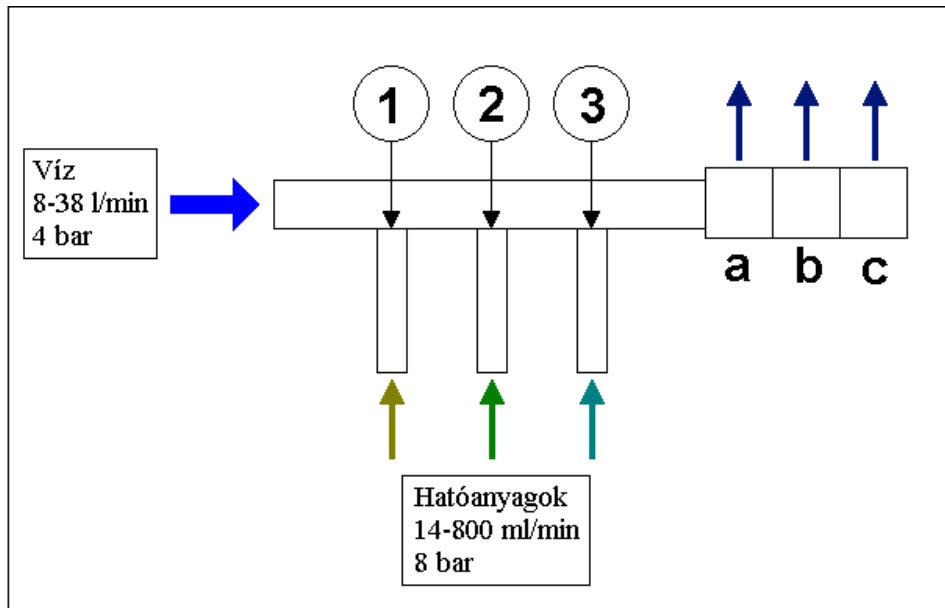 1 2 3
Víz
8-38 l/min
4 bar
a b c
Hatóanyagok
14-800 ml/min
8 bar